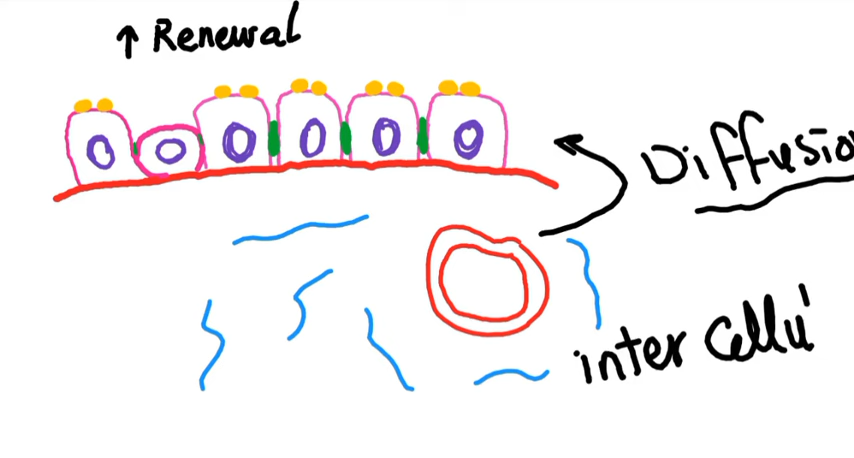 ↑ Renewal
Diffusio
inter cellu